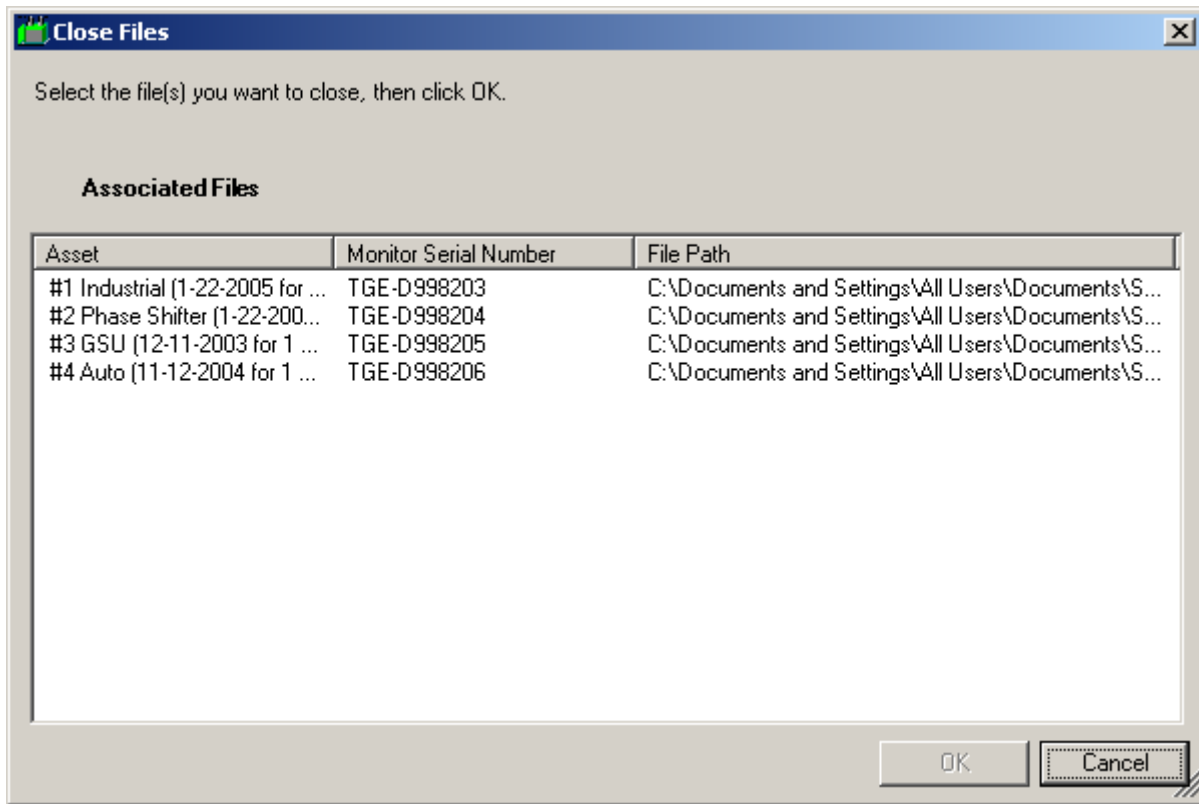 Close Files
Select the file(s) you want to close, then click OK.
Associated Files
Asset Monitor Serial Number File Path
#1 Industrial (1-22-2005 for ... TGE-D998203 C:\Documents and Settings\All Users\Documents\S...
#2 Phase Shifter (1-22-200... TGE-D998204 C:\Documents and Settings\All Users\Documents\S...
#3 GSU (12-11-2003 for 1 ... TGE-D998205 C:\Documents and Settings\All Users\Documents\S...
#4 Auto (11-12-2004 for 1 ... TGE-D998206 C:\Documents and Settings\All Users\Documents\S...
OK Cancel